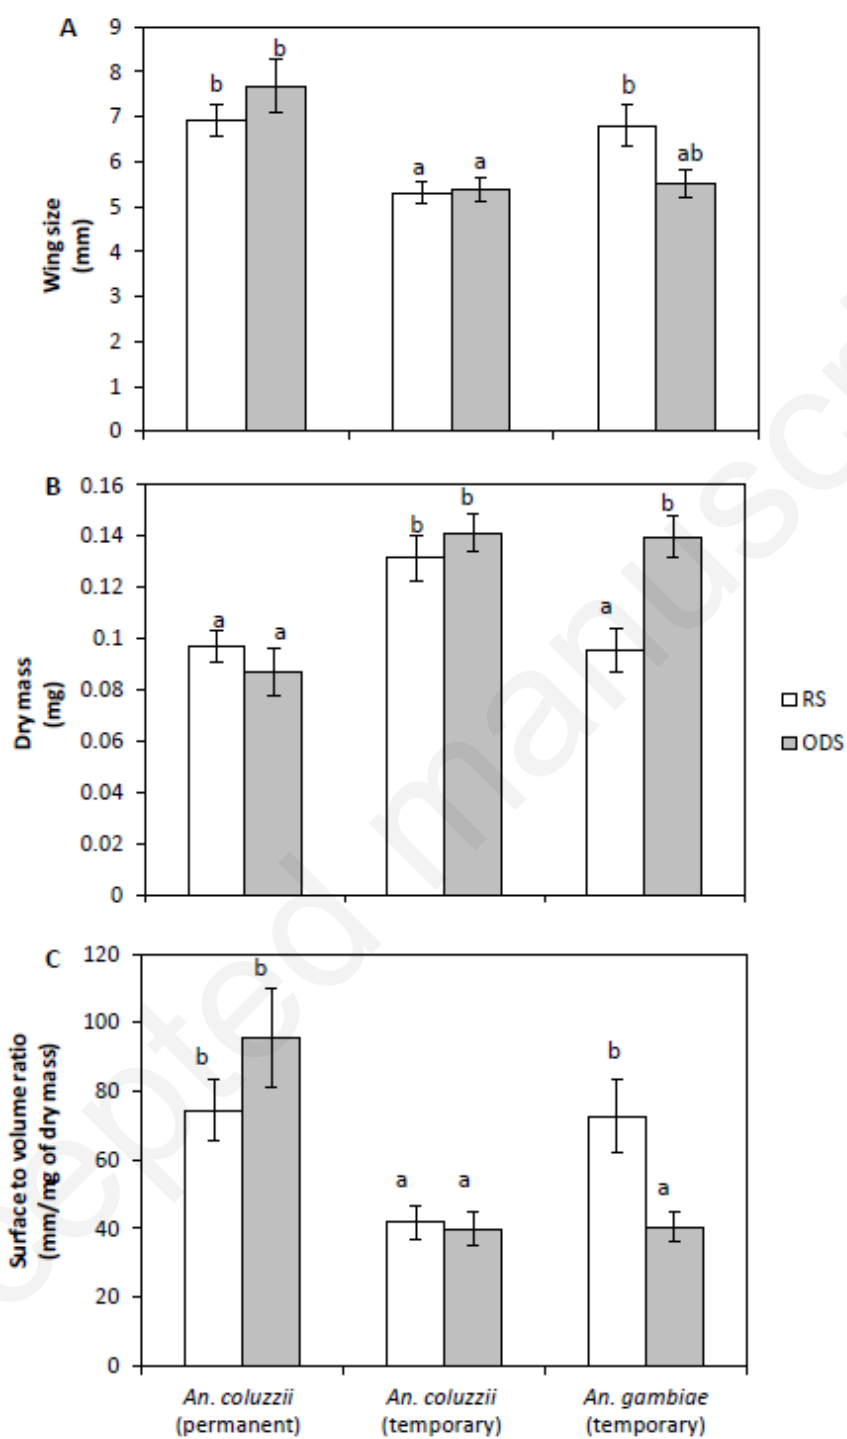 A
9
8
7
6
5
4
3
2
1
0
Wing size
(mm)
b
b
a
a
b
ab
B
0.16
0.14
0.12
0.1
0.08
0.06
0.04
0.02
0
Dry mass
(mg)
a
a
b
b
a
b
RS
ODS
C
120
100
80
60
40
20
0
Surface to volume ratio
(mm/mg of dry mass)
b
b
a
a
b
a
An. coluzzii
(permanent)
An. coluzzii
(temporary)
An. gambiae
(temporary)
cepted manuscri